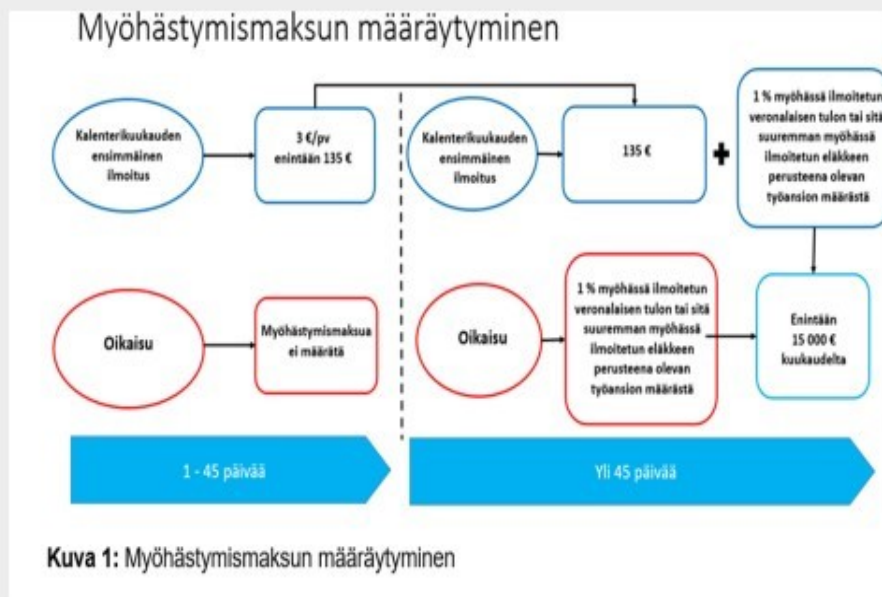 Myöhästymismaksun määräytyminen
Kalenterikuukauden
ensimmäinen
ilmoitus
3 €/pv
enintään 135 €
Kalenterikuukauden
ensimmäinen
ilmoitus
135 €
+
1 % myöhässä ilmoitetun
veronalaisen tulon tai sitä
suuremman myöhässä
ilmoitetun eläkkeen
perusteena olevan
työansion määrästä
Oikaisu
Myöhästymismaksua
ei määrätä
Oikaisu
1 % myöhässä ilmoitetun
veronalaisen tulon tai sitä
suuremman myöhässä
ilmoitetun eläkkeen
perusteena olevan
työansion määrästä
Enintään
15 000 €
kuukaudelta
1 - 45 päivää
Yli 45 päivää
Kuva 1: Myöhästymismaksun määräytyminen